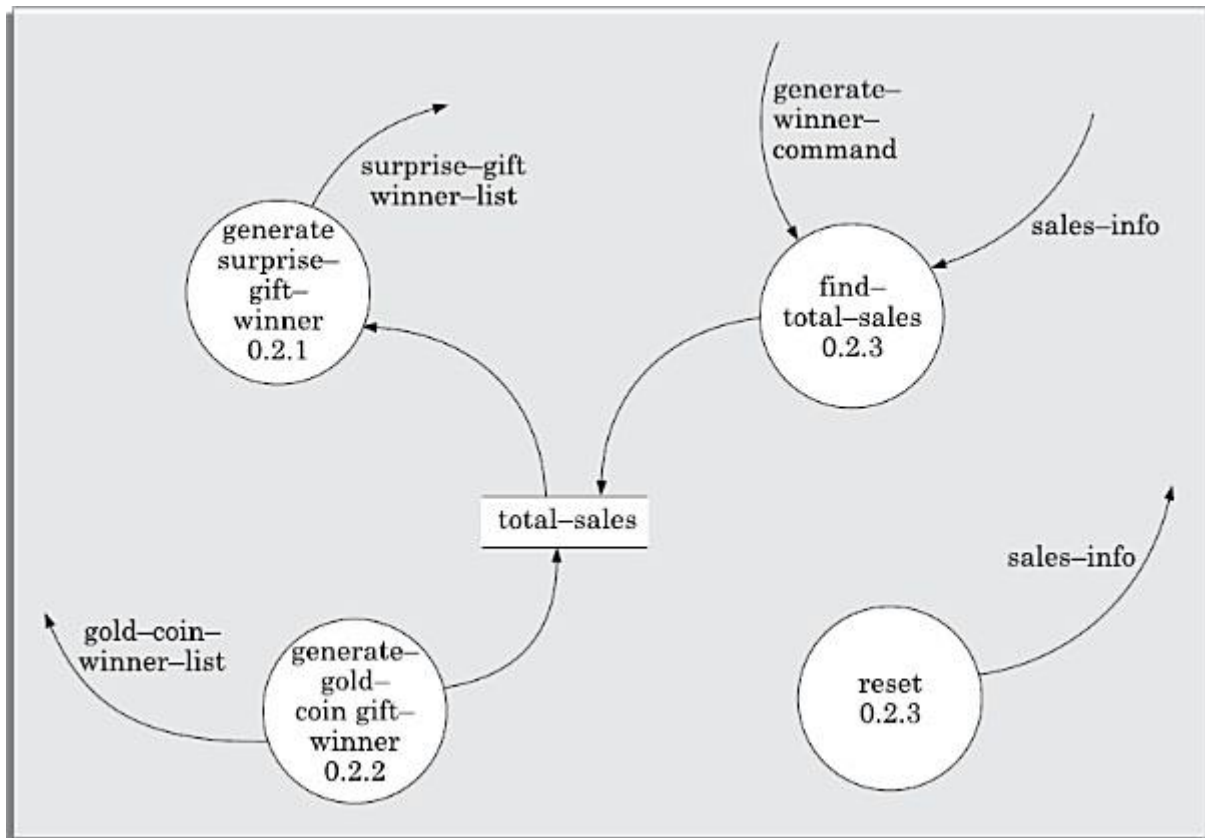 generate–
winner–
command
surprise–gift
winner–list
sales–info
generate
surprise–
gift–
winner
0.2.1
find–
total–sales
0.2.3
total–sales
sales–info
gold–coin–
winner–list
generate–
gold–
coin gift–
winner
0.2.2
reset
0.2.3